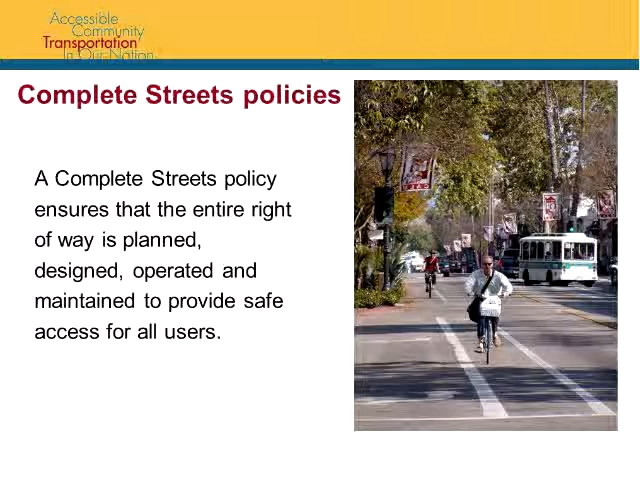 Accessible
Community
Transportation
In Our Nation
Complete Streets policies
A Complete Streets policy
ensures that the entire right
of way is planned,
designed, operated and
maintained to provide safe
access for all users.